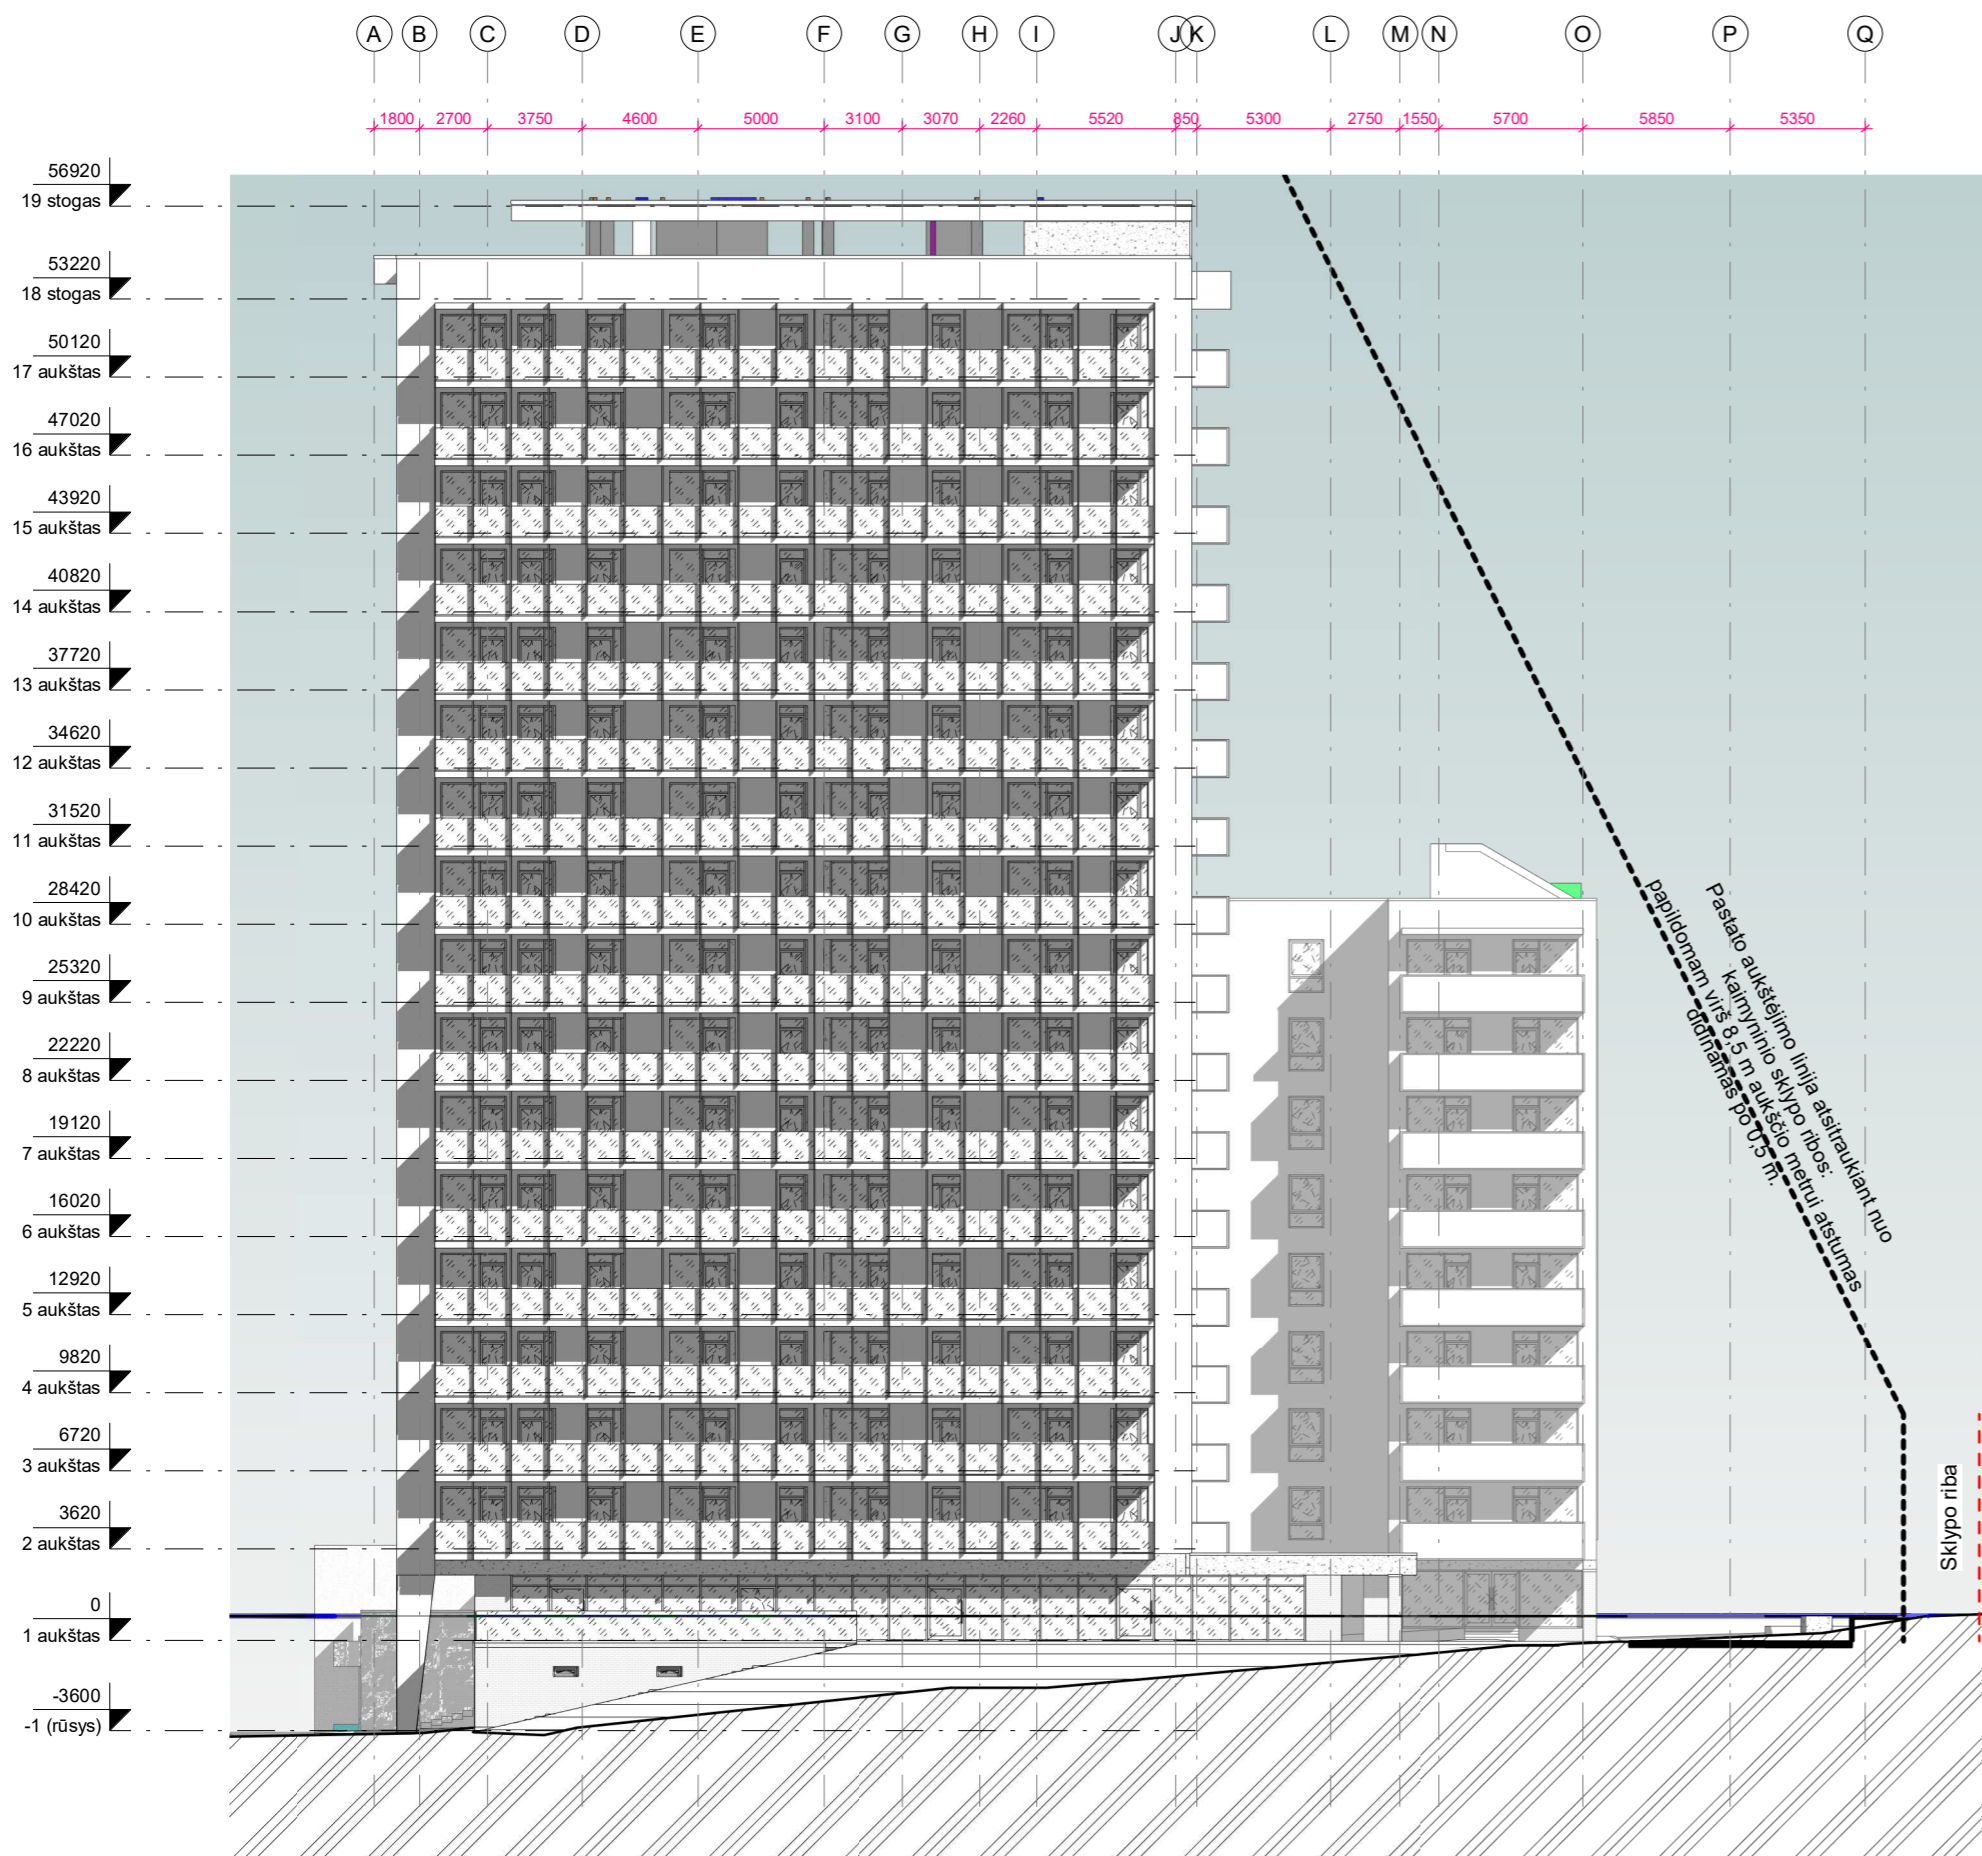 A B C D E F G H I J K L M N O P Q
1800 2700 3750 4600 5000 3100 3070 2260 5520 850 5300 2750 1550 5700 5850 5350
56920
19 stogas
53220
18 stogas
50120
17 aukštas
47020
16 aukštas
43920
15 aukštas
40820
14 aukštas
37720
13 aukštas
34620
12 aukštas
31520
11 aukštas
28420
10 aukštas
25320
9 aukštas
22220
8 aukštas
19120
7 aukštas
16020
6 aukštas
12920
5 aukštas
9820
4 aukštas
6720
3 aukštas
3620
2 aukštas
0
1 aukštas
-3600
-1 (rūsys)
Pastato aukštėjimo linija atsitraukiant nuo
kaimyninio sklypo ribos:
papildomam virš 8,5 m aukščio metrui atstumas
didinamas po 0,5 m.
Sklypo riba